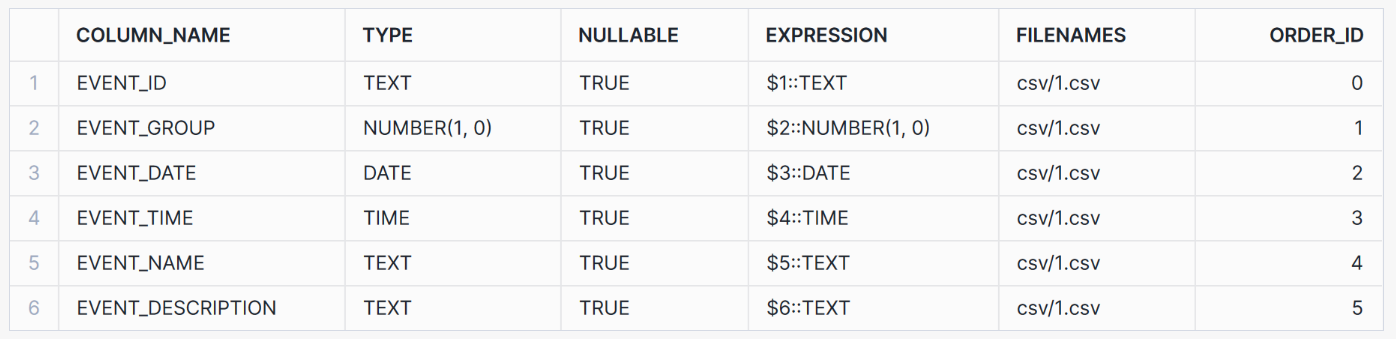 COLUMN_NAME TYPE NULLABLE EXPRESSION FILENAMES ORDER_ID
1 EVENT_ID TEXT TRUE $1::TEXT csv/1.csv 0
2 EVENT_GROUP NUMBER(1, 0) TRUE $2::NUMBER(1, 0) csv/1.csv 1
3 EVENT_DATE DATE TRUE $3::DATE csv/1.csv 2
4 EVENT_TIME TIME TRUE $4::TIME csv/1.csv 3
5 EVENT_NAME TEXT TRUE $5::TEXT csv/1.csv 4
6 EVENT_DESCRIPTION TEXT TRUE $6::TEXT csv/1.csv 5